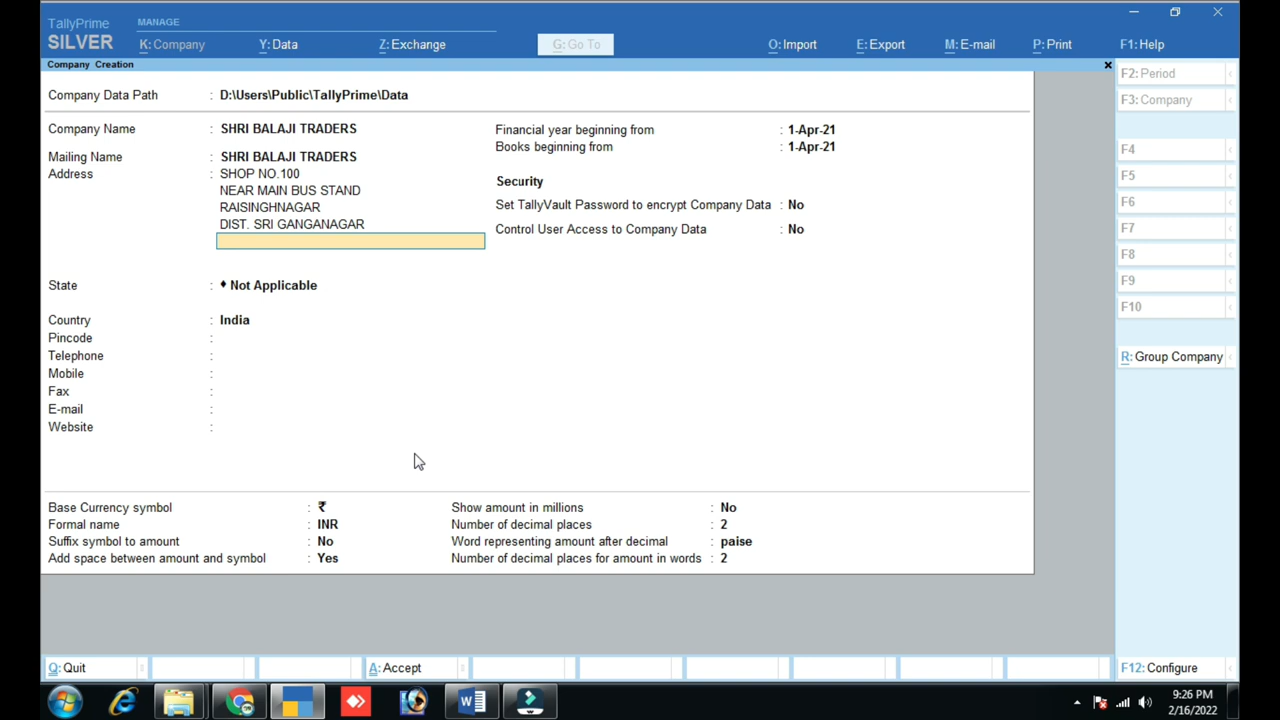 TallyPrime
SILVER
MANAGE
K: Company
Y: Data
Z: Exchange
G: Go To
O: Import
E: Export
M: E-mail
P: Print
F1: Help
Company Creation
F2: Period
F3: Company
F4
F5
F6
F7
F8
F9
F10
R: Group Company
Company Data Path : D:\Users\Public\TallyPrime\Data
Company Name : SHRI BALAJI TRADERS
Mailing Name : SHRI BALAJI TRADERS
Address : SHOP NO.100
NEAR MAIN BUS STAND
RAISINGHNAGAR
DIST. SRI GANGANAGAR
State : ♦ Not Applicable
Country : India
Pincode :
Telephone :
Mobile :
Fax :
E-mail :
Website :
Financial year beginning from : 1-Apr-21
Books beginning from : 1-Apr-21
Security
Set TallyVault Password to encrypt Company Data : No
Control User Access to Company Data : No
Base Currency symbol : ₹
Formal name : INR
Suffix symbol to amount : No
Add space between amount and symbol : Yes
Show amount in millions : No
Number of decimal places : 2
Word representing amount after decimal : paise
Number of decimal places for amount in words : 2
Q: Quit
A: Accept
F12: Configure
9:26 PM
2/16/2022